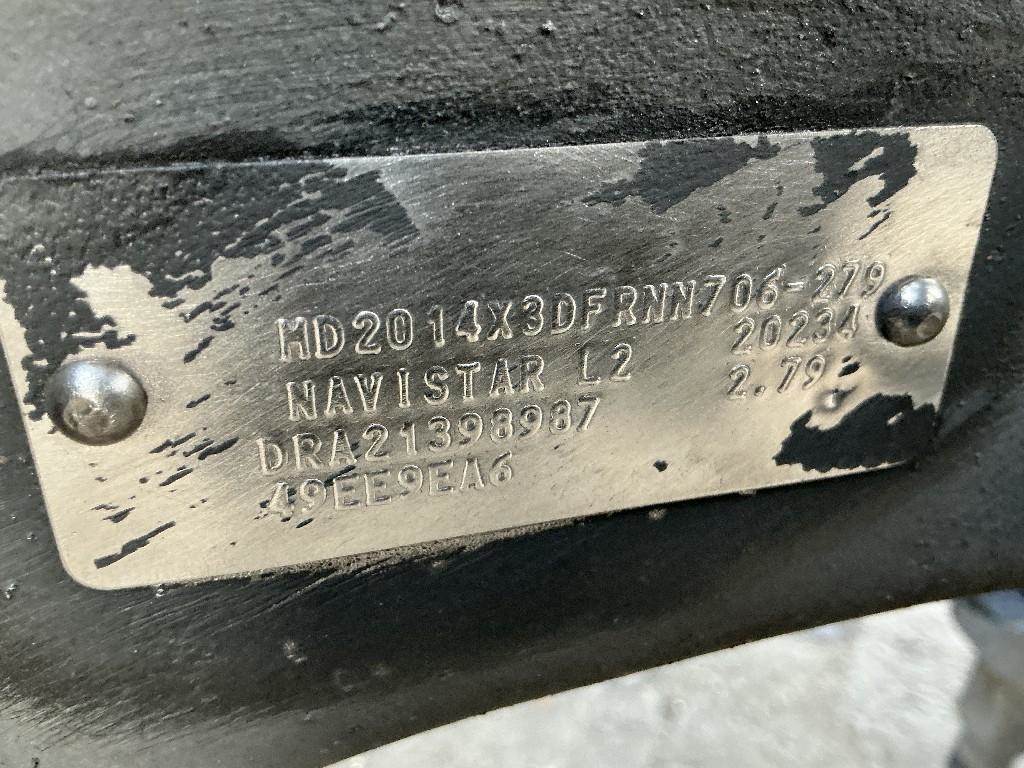 MD2014X3DFRNN706-279
20234
NAVISTAR L2 2.79
DRA21398987
49EE9EA6